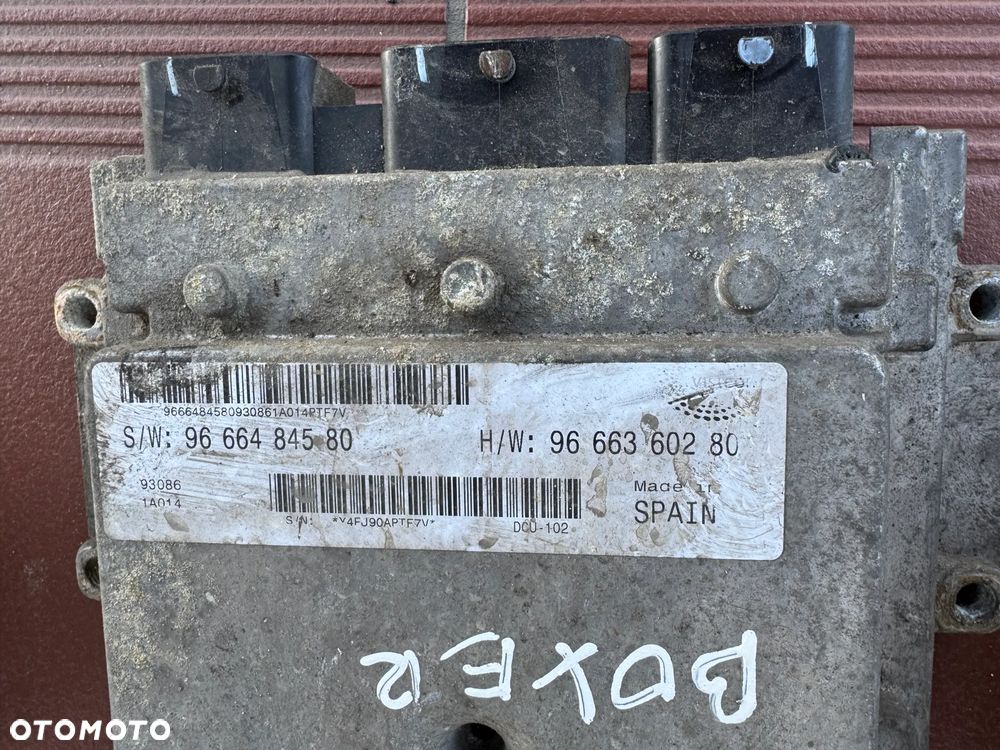 9666484580930861A014PTF7V
Visteon
S/W: 96 664 845 80
H/W: 96 663 602 80
93086
1A014
S/N: *Y4FJ90APTF7V*
DCU-102
Made in
SPAIN
BOXER
OTOMOTO